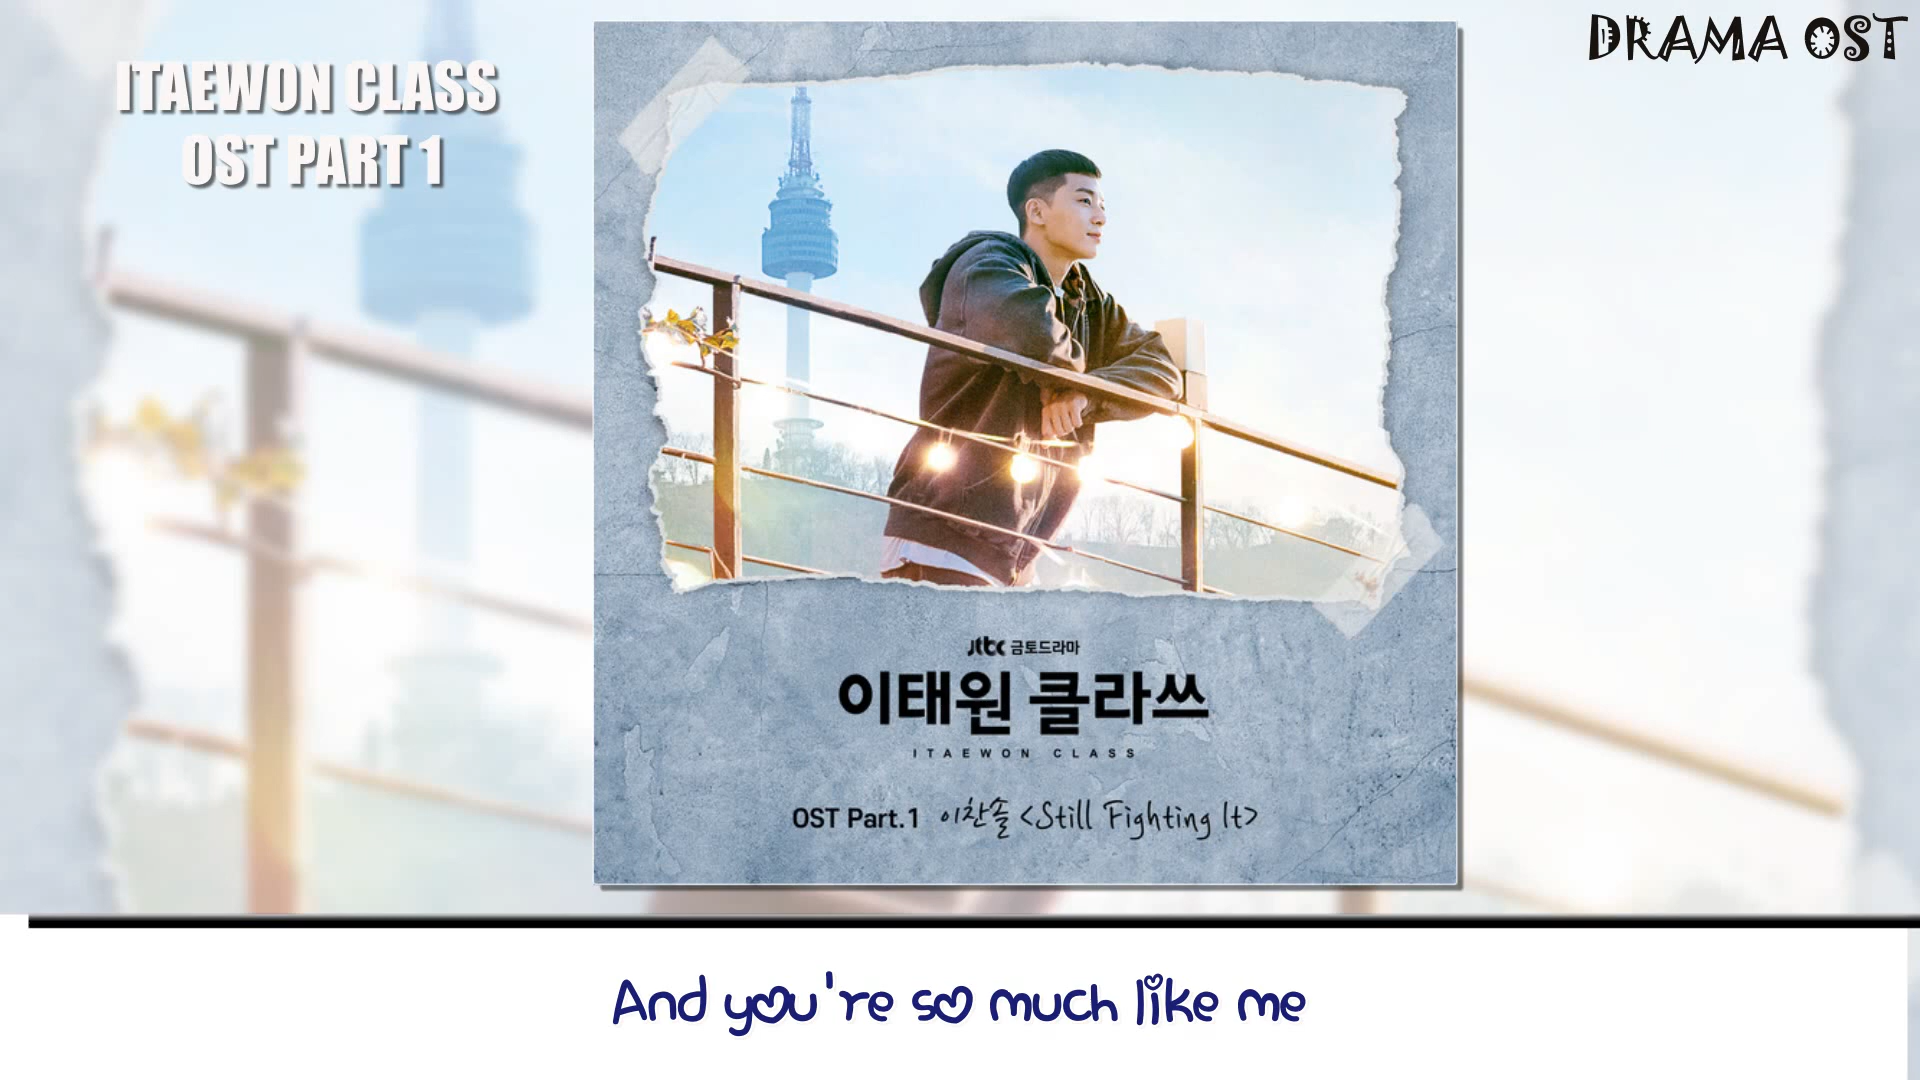 ITAEWON CLASS
OST PART 1
DRAMA OST
jtbc 금토드라마
이태원 클라쓰
ITAEWON CLASS
OST Part.1 이찬솔 <Still Fighting It>
And you're so much like me